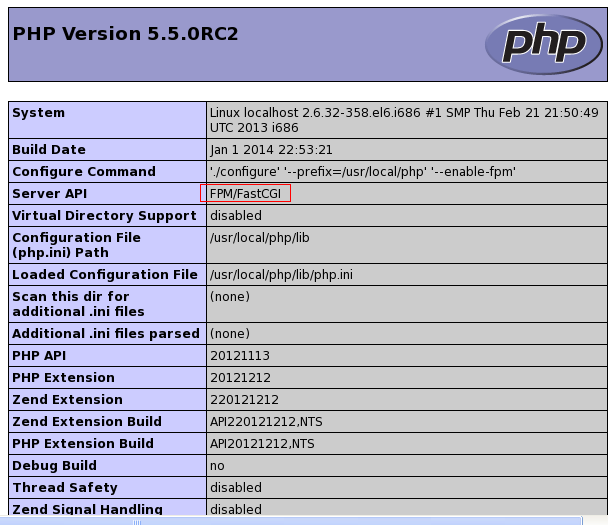 PHP Version 5.5.0RC2
php
System
Linux localhost 2.6.32-358.el6.i686 #1 SMP Thu Feb 21 21:50:49
UTC 2013 i686
Build Date
Jan 1 2014 22:53:21
Configure Command
'./configure' '--prefix=/usr/local/php' '--enable-fpm'
Server API
FPM/FastCGI
Virtual Directory Support
disabled
Configuration File
(php.ini) Path
/usr/local/php/lib
Loaded Configuration File
/usr/local/php/lib/php.ini
Scan this dir for
additional .ini files
(none)
Additional .ini files parsed
(none)
PHP API
20121113
PHP Extension
20121212
Zend Extension
220121212
Zend Extension Build
API220121212,NTS
PHP Extension Build
API20121212,NTS
Debug Build
no
Thread Safety
disabled
Zend Signal Handling
disabled